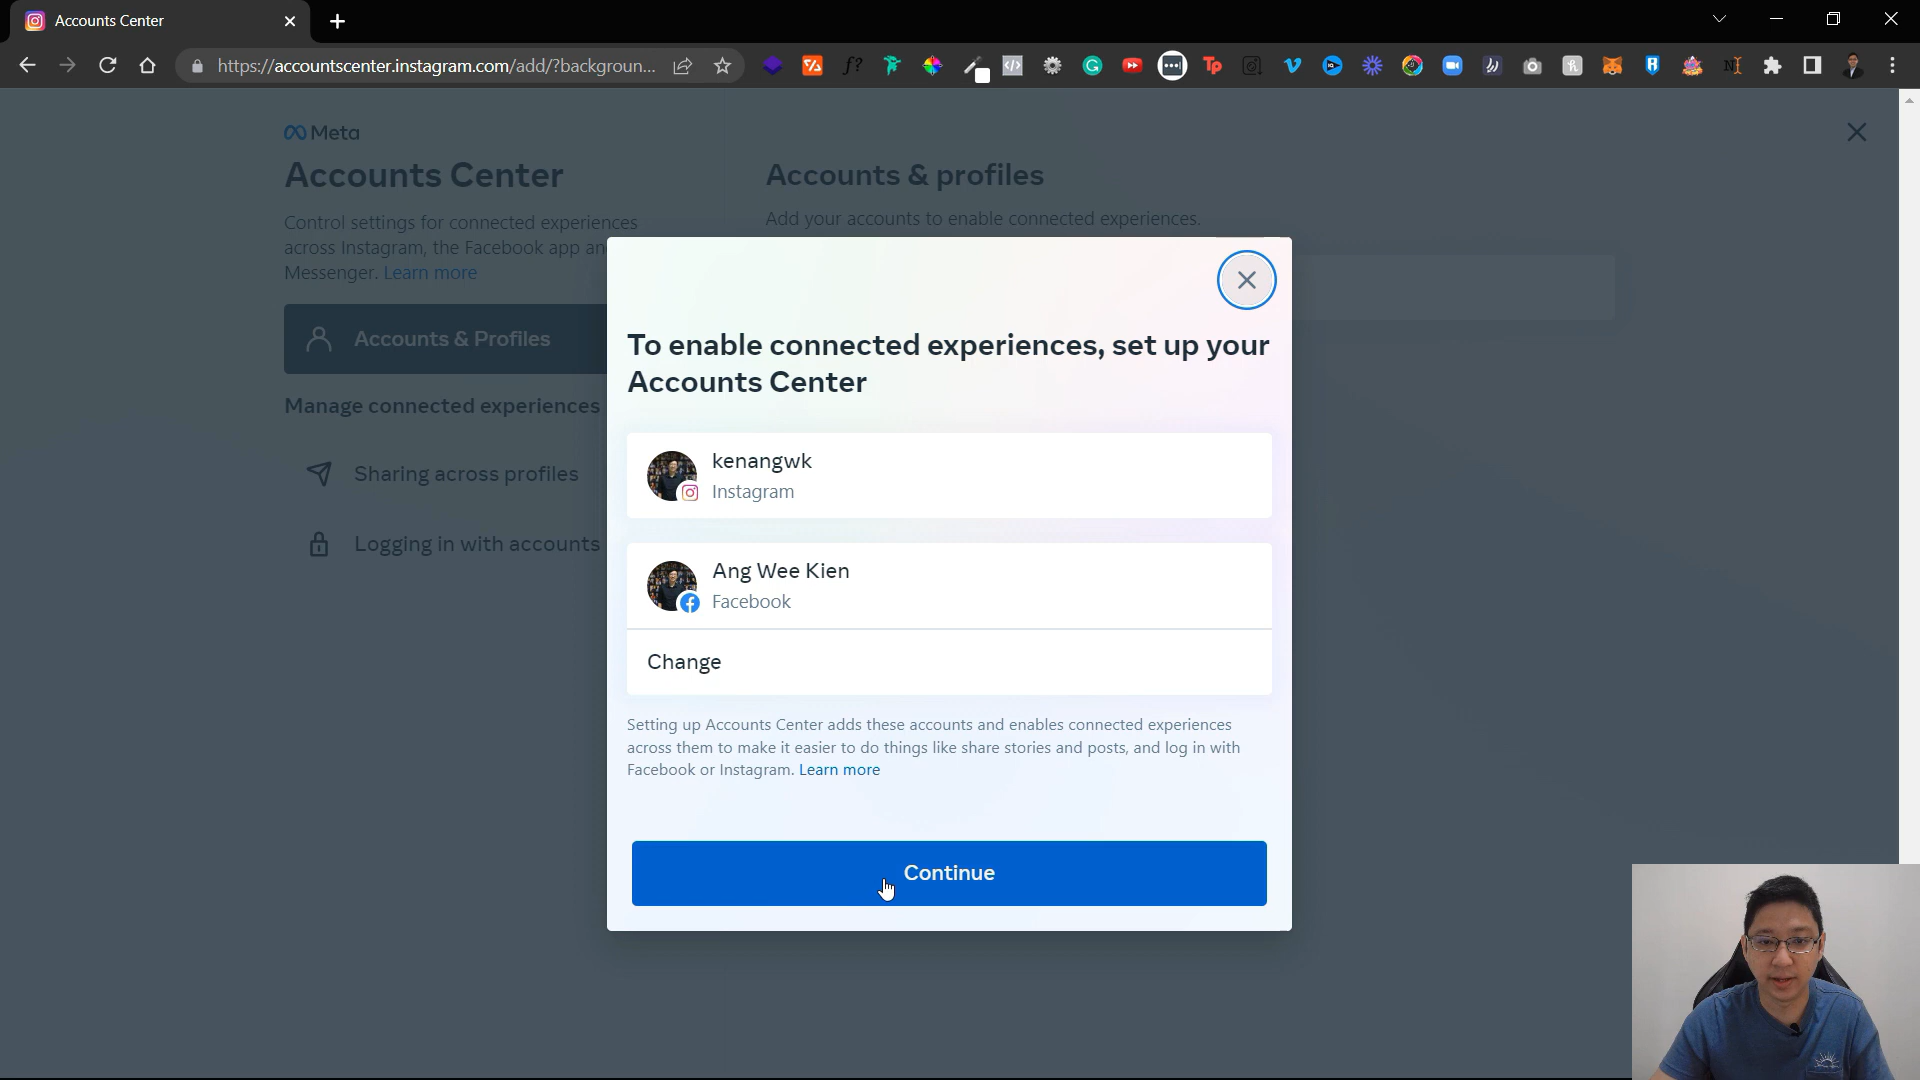 Accounts Center
https://accountscenter.instagram.com/add/?backgroun...
Meta
Accounts Center
Control settings for connected experiences
across Instagram, the Facebook app
Messenger. Learn more
Accounts & Profiles
Manage connected experiences
Sharing across profiles
Logging in with accounts
Accounts & profiles
Add your accounts to enable connected experiences.
To enable connected experiences, set up your
Accounts Center
kenangwk
Instagram
Ang Wee Kien
Facebook
Change
Setting up Accounts Center adds these accounts and enables connected experiences
across them to make it easier to do things like share stories and posts, and log in with
Facebook or Instagram. Learn more
Continue